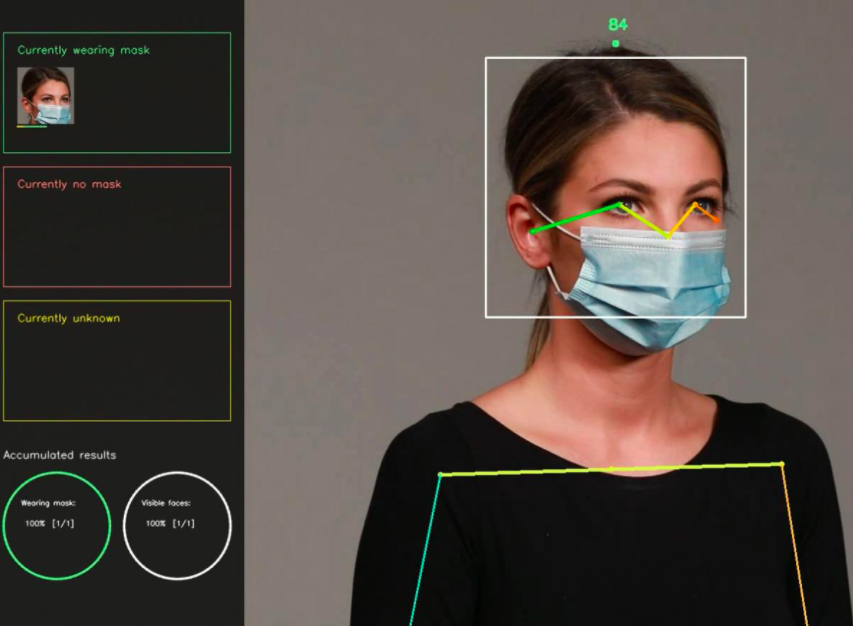 84
Currently wearing mask
Currently no mask
Currently unknown
Accumulated results
Wearing mask:
100% [1/1]
Visible faces:
100% [1/1]